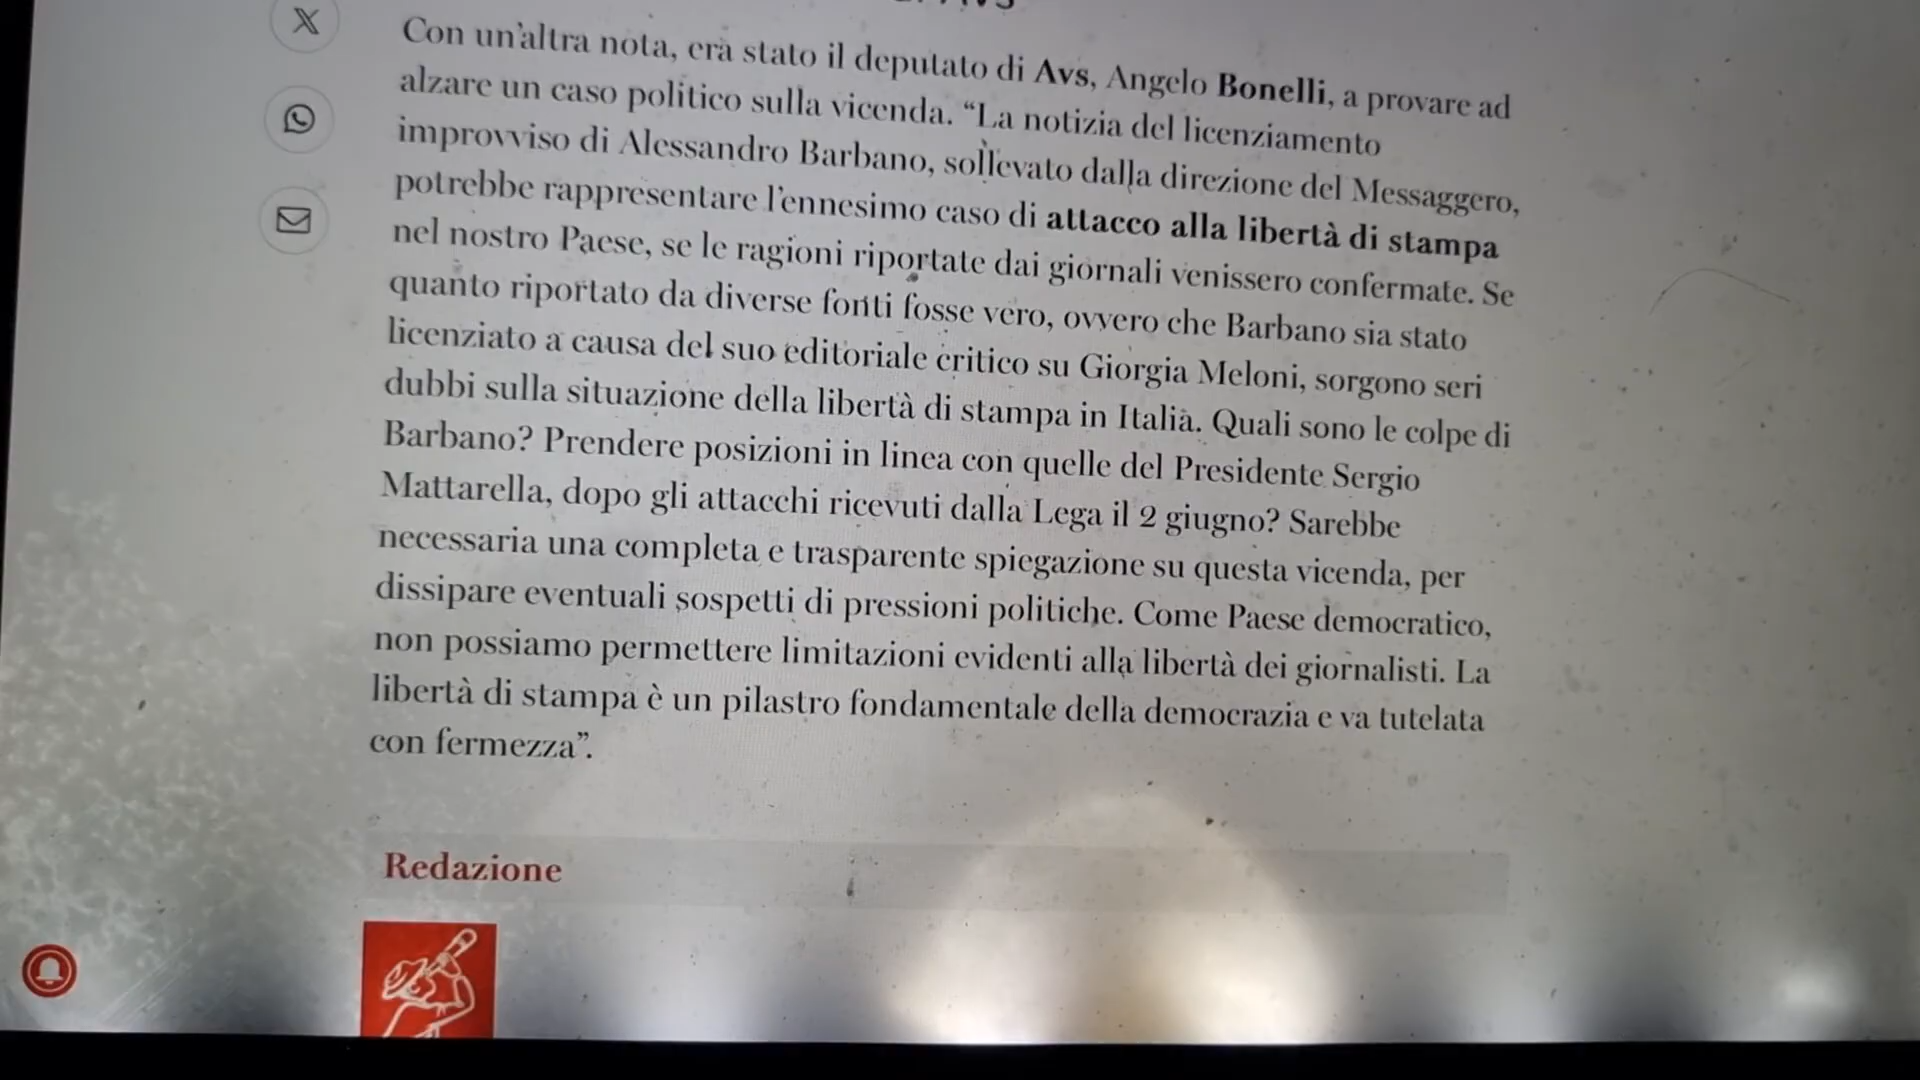 Con un'altra nota, era stato il deputato di Avs, Angelo Bonelli, a provare ad
alzare un caso politico sulla vicenda. “La notizia del licenziamento
improvviso di Alessandro Barbano, sollevato dalla direzione del Messaggero,
potrebbe rappresentare l'ennesimo caso di attacco alla libertà di stampa
nel nostro Paese, se le ragioni riportate dai giornali venissero confermate. Se
quanto riportato da diverse fonti fosse vero, ovvero che Barbano sia stato
licenziato a causa del suo editoriale critico su Giorgia Meloni, sorgono seri
dubbi sulla situazione della libertà di stampa in Italia. Quali sono le colpe di
Barbano? Prendere posizioni in linea con quelle del Presidente Sergio
Mattarella, dopo gli attacchi ricevuti dalla Lega il 2 giugno? Sarebbe
necessaria una completa e trasparente spiegazione su questa vicenda, per
dissipare eventuali sospetti di pressioni politiche. Come Paese democratico,
non possiamo permettere limitazioni evidenti alla libertà dei giornalisti. La
libertà di stampa è un pilastro fondamentale della democrazia e va tutelata
con fermezza”.
Redazione